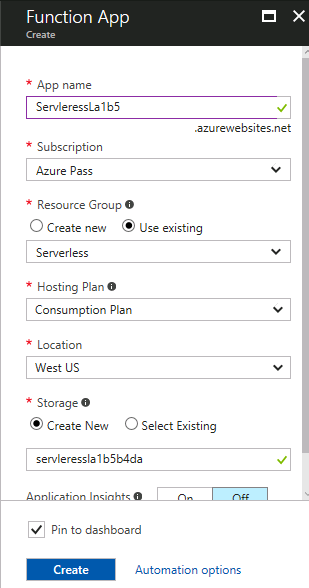 Function App
Create
* App name
ServleressLa1b5
.azurewebsites.net
* Subscription
Azure Pass
* Resource Group
Create new Use existing
Serverless
* Hosting Plan
Consumption Plan
* Location
West US
* Storage
Create New Select Existing
servleressla1b5b4da
Application Insights On Off
Pin to dashboard
Create Automation options